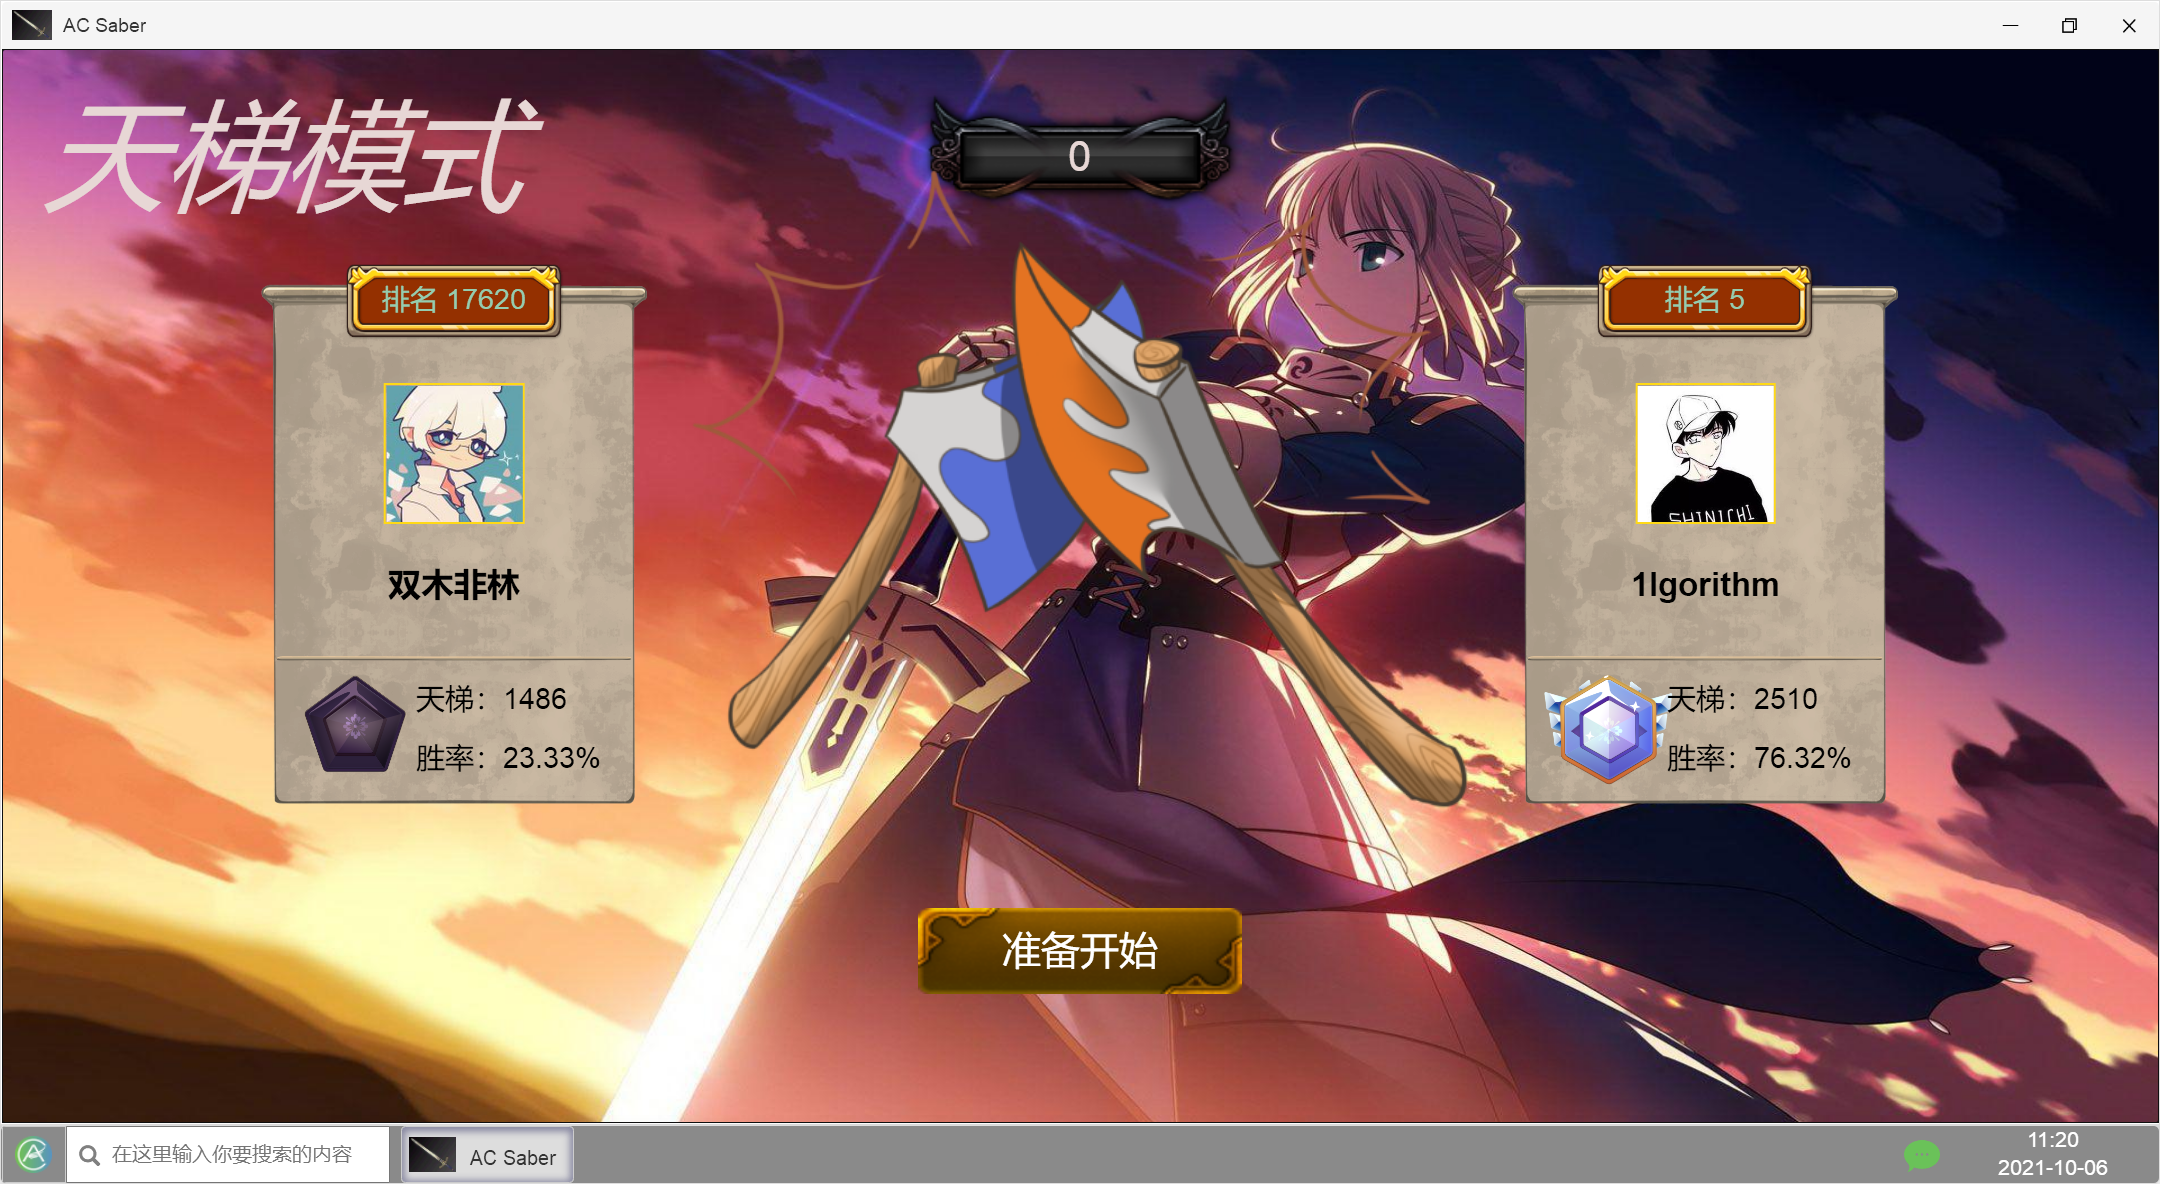 AC Saber
天梯模式
0
排名 17620
双木非林
天梯：1486
胜率：23.33%
排名 5
SHINICHI
1lgorithm
天梯：2510
胜率：76.32%
准备开始
在这里输入你要搜索的内容
AC Saber
11:20
2021-10-06